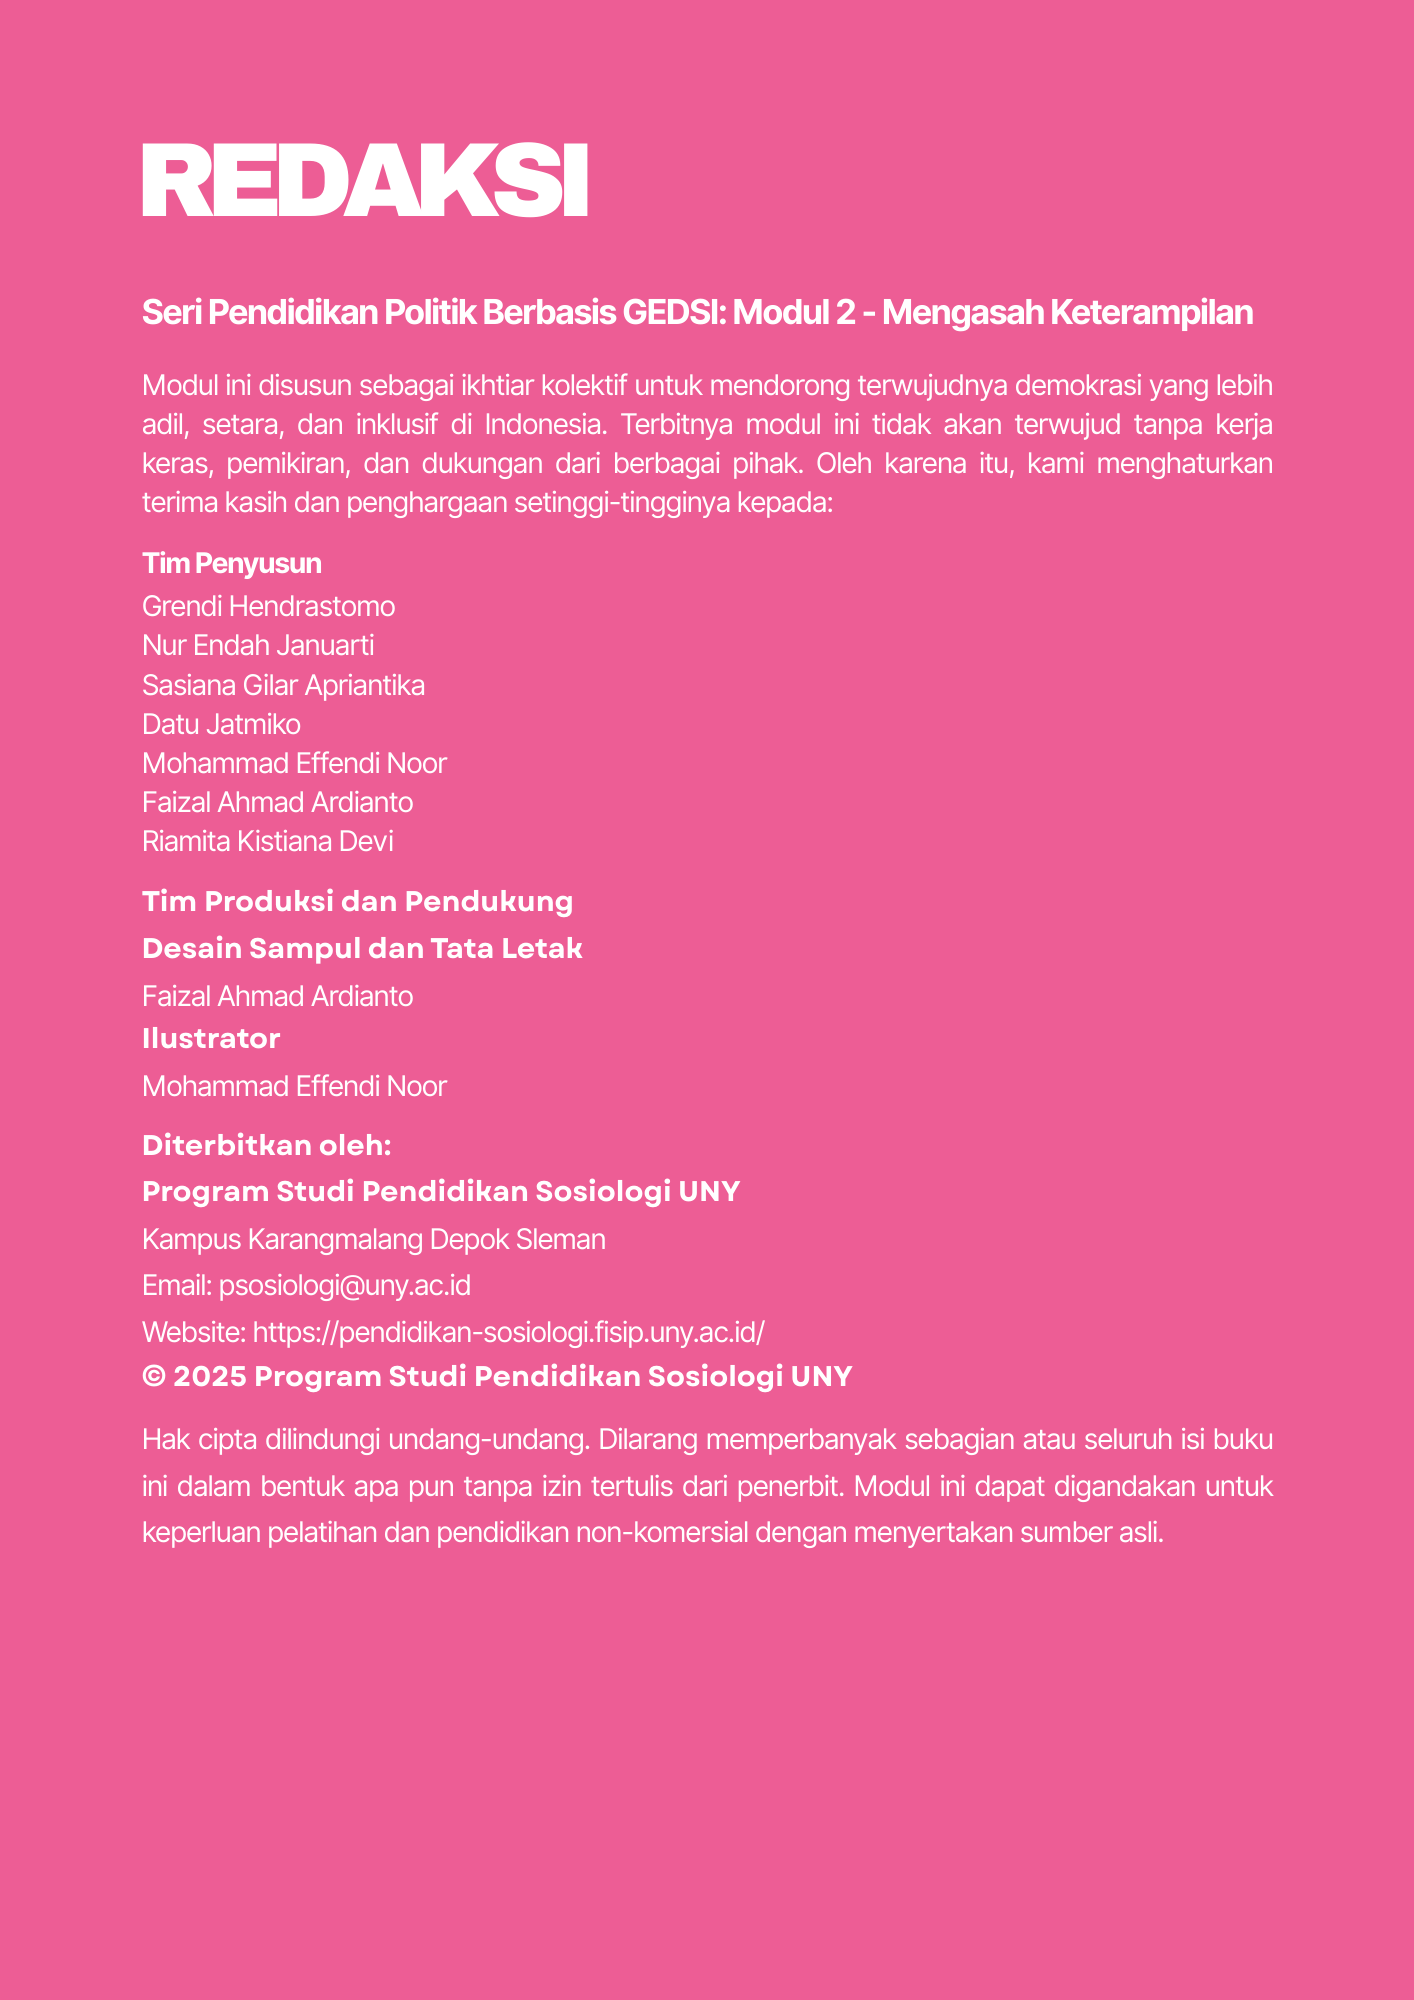 REDAKSI
Seri Pendidikan Politik Berbasis GEDSI: Modul 2 - Mengasah Keterampilan
Modul ini disusun sebagai ikhtiar kolektif untuk mendorong terwujudnya demokrasi yang lebih
adil, setara, dan inklusif di Indonesia. Terbitnya modul ini tidak akan terwujud tanpa kerja
keras, pemikiran, dan dukungan dari berbagai pihak. Oleh karena itu, kami menghaturkan
terima kasih dan penghargaan setinggi-tingginya kepada:
Tim Penyusun
Grendi Hendrastomo
Nur Endah Januarti
Sasiana Gilar Apriantika
Datu Jatmiko
Mohammad Effendi Noor
Faizal Ahmad Ardianto
Riamita Kistiana Devi
Tim Produksi dan Pendukung
Desain Sampul dan Tata Letak
Faizal Ahmad Ardianto
Ilustrator
Mohammad Effendi Noor
Diterbitkan oleh:
Program Studi Pendidikan Sosiologi UNY
Kampus Karangmalang Depok Sleman
Email: psosiologi@uny.ac.id
Website: https://pendidikan-sosiologi.fisip.uny.ac.id/
© 2025 Program Studi Pendidikan Sosiologi UNY
Hak cipta dilindungi undang-undang. Dilarang memperbanyak sebagian atau seluruh isi buku
ini dalam bentuk apa pun tanpa izin tertulis dari penerbit. Modul ini dapat digandakan untuk
keperluan pelatihan dan pendidikan non-komersial dengan menyertakan sumber asli.